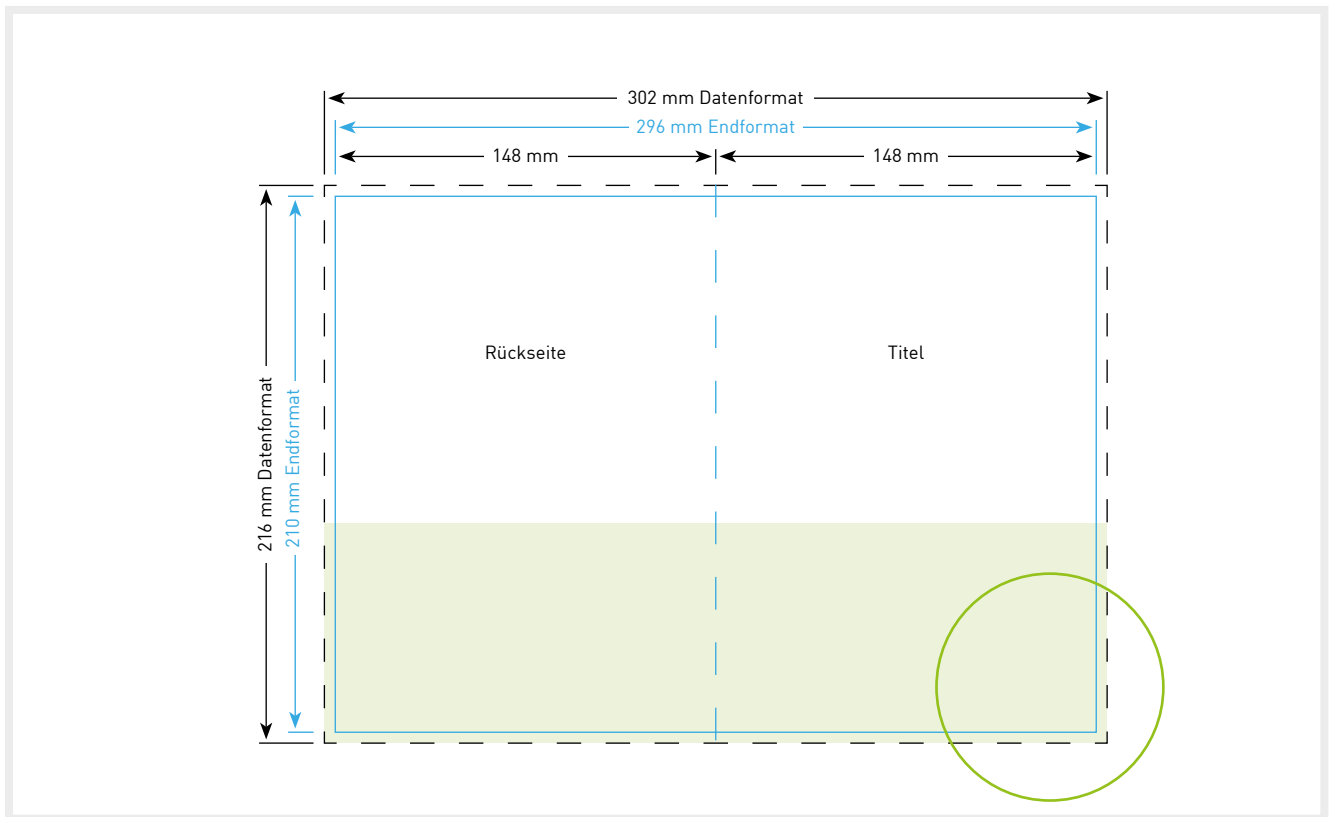 302 mm Datenformat
296 mm Endformat
148 mm
148 mm
216 mm Datenformat
210 mm Endformat
Rückseite
Titel